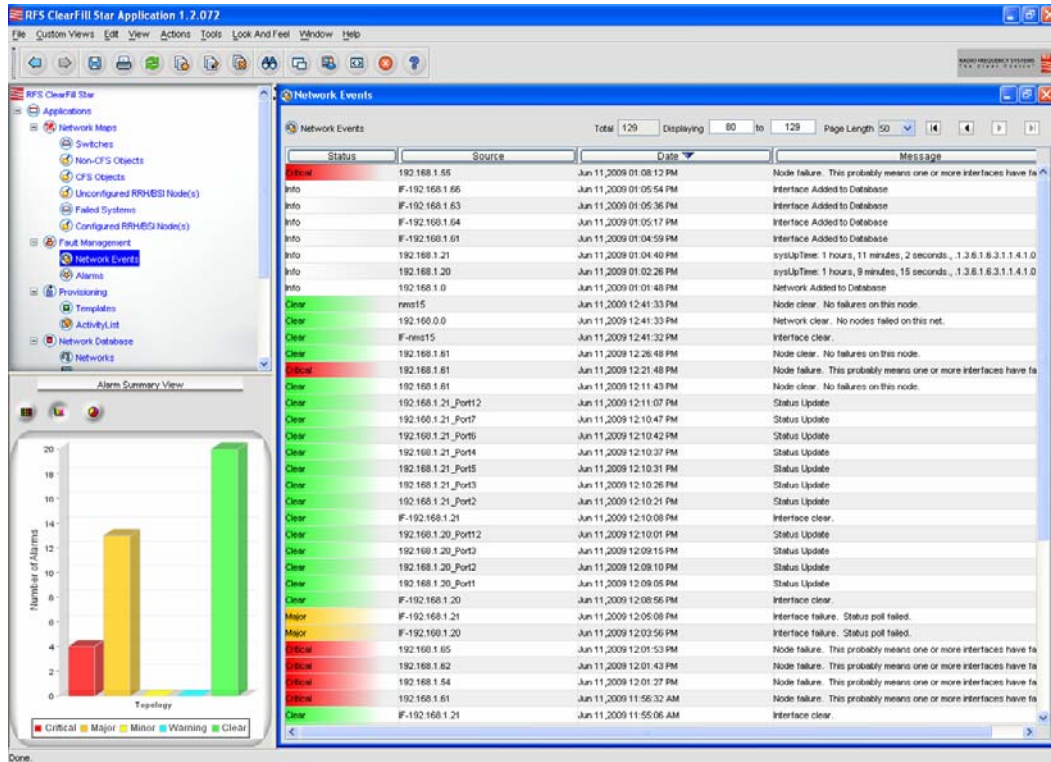 RFS ClearFill Star Application 1.2.072
File Custom Views Edit View Actions Tools Look And Feel Window Help
RADIO FREQUENCY SYSTEMS
The Clear Choice
RFS ClearFill Star
Applications
Network Maps
Switches
Non-CFS Objects
CFS Objects
Unconfigured RRH/BSI Node(s)
Failed Systems
Configured RRH/BSI Node(s)
Fault Management
Network Events
Alarms
Provisioning
Templates
ActivityList
Network Database
Networks
Alarm Summary View
20
18
16
14
12
10
8
6
4
2
0
Number of Alarms
Topology
Critical Major Minor Warning Clear
Network Events
Network Events Total 129 Displaying 80 to 129 Page Length 50
Status Source Date Message
Critical 192.168.1.55 Jun 11,2009 01:08:12 PM Node failure. This probably means one or more interfaces have fa
Info IF-192.168.1.66 Jun 11,2009 01:05:54 PM Interface Added to Database
Info IF-192.168.1.63 Jun 11,2009 01:05:36 PM Interface Added to Database
Info IF-192.168.1.64 Jun 11,2009 01:05:17 PM Interface Added to Database
Info IF-192.168.1.61 Jun 11,2009 01:04:59 PM Interface Added to Database
Info 192.168.1.21 Jun 11,2009 01:04:40 PM sysUpTime: 1 hours, 11 minutes, 2 seconds., .1.3.6.1.6.3.1.1.4.1.0
Info 192.168.1.20 Jun 11,2009 01:02:26 PM sysUpTime: 1 hours, 9 minutes, 15 seconds., .1.3.6.1.6.3.1.1.4.1.0
Info 192.168.1.0 Jun 11,2009 01:01:48 PM Network Added to Database
Clear nms15 Jun 11,2009 12:41:33 PM Node clear. No failures on this node.
Clear 192.168.0.0 Jun 11,2009 12:41:33 PM Network clear. No nodes failed on this net.
Clear IF-nms15 Jun 11,2009 12:41:32 PM Interface clear.
Clear 192.168.1.61 Jun 11,2009 12:26:48 PM Node clear. No failures on this node.
Critical 192.168.1.61 Jun 11,2009 12:21:48 PM Node failure. This probably means one or more interfaces have fa
Clear 192.168.1.61 Jun 11,2009 12:11:43 PM Node clear. No failures on this node.
Clear 192.168.1.21_Port12 Jun 11,2009 12:11:07 PM Status Update
Clear 192.168.1.21_Port7 Jun 11,2009 12:10:47 PM Status Update
Clear 192.168.1.21_Port6 Jun 11,2009 12:10:42 PM Status Update
Clear 192.168.1.21_Port4 Jun 11,2009 12:10:37 PM Status Update
Clear 192.168.1.21_Port5 Jun 11,2009 12:10:31 PM Status Update
Clear 192.168.1.21_Port3 Jun 11,2009 12:10:26 PM Status Update
Clear 192.168.1.21_Port2 Jun 11,2009 12:10:21 PM Status Update
Clear IF-192.168.1.21 Jun 11,2009 12:10:08 PM Interface clear.
Clear 192.168.1.20_Port12 Jun 11,2009 12:10:01 PM Status Update
Clear 192.168.1.20_Port3 Jun 11,2009 12:09:15 PM Status Update
Clear 192.168.1.20_Port2 Jun 11,2009 12:09:10 PM Status Update
Clear 192.168.1.20_Port1 Jun 11,2009 12:09:05 PM Status Update
Clear IF-192.168.1.20 Jun 11,2009 12:08:56 PM Interface clear.
Major IF-192.168.1.21 Jun 11,2009 12:05:08 PM Interface failure. Status poll failed.
Major IF-192.168.1.20 Jun 11,2009 12:03:56 PM Interface failure. Status poll failed.
Critical 192.168.1.65 Jun 11,2009 12:01:53 PM Node failure. This probably means one or more interfaces have fa
Critical 192.168.1.62 Jun 11,2009 12:01:43 PM Node failure. This probably means one or more interfaces have fa
Critical 192.168.1.54 Jun 11,2009 12:01:27 PM Node failure. This probably means one or more interfaces have fa
Critical 192.168.1.61 Jun 11,2009 11:56:32 AM Node failure. This probably means one or more interfaces have fa
Clear IF-192.168.1.21 Jun 11,2009 11:55:06 AM Interface clear.
Done.